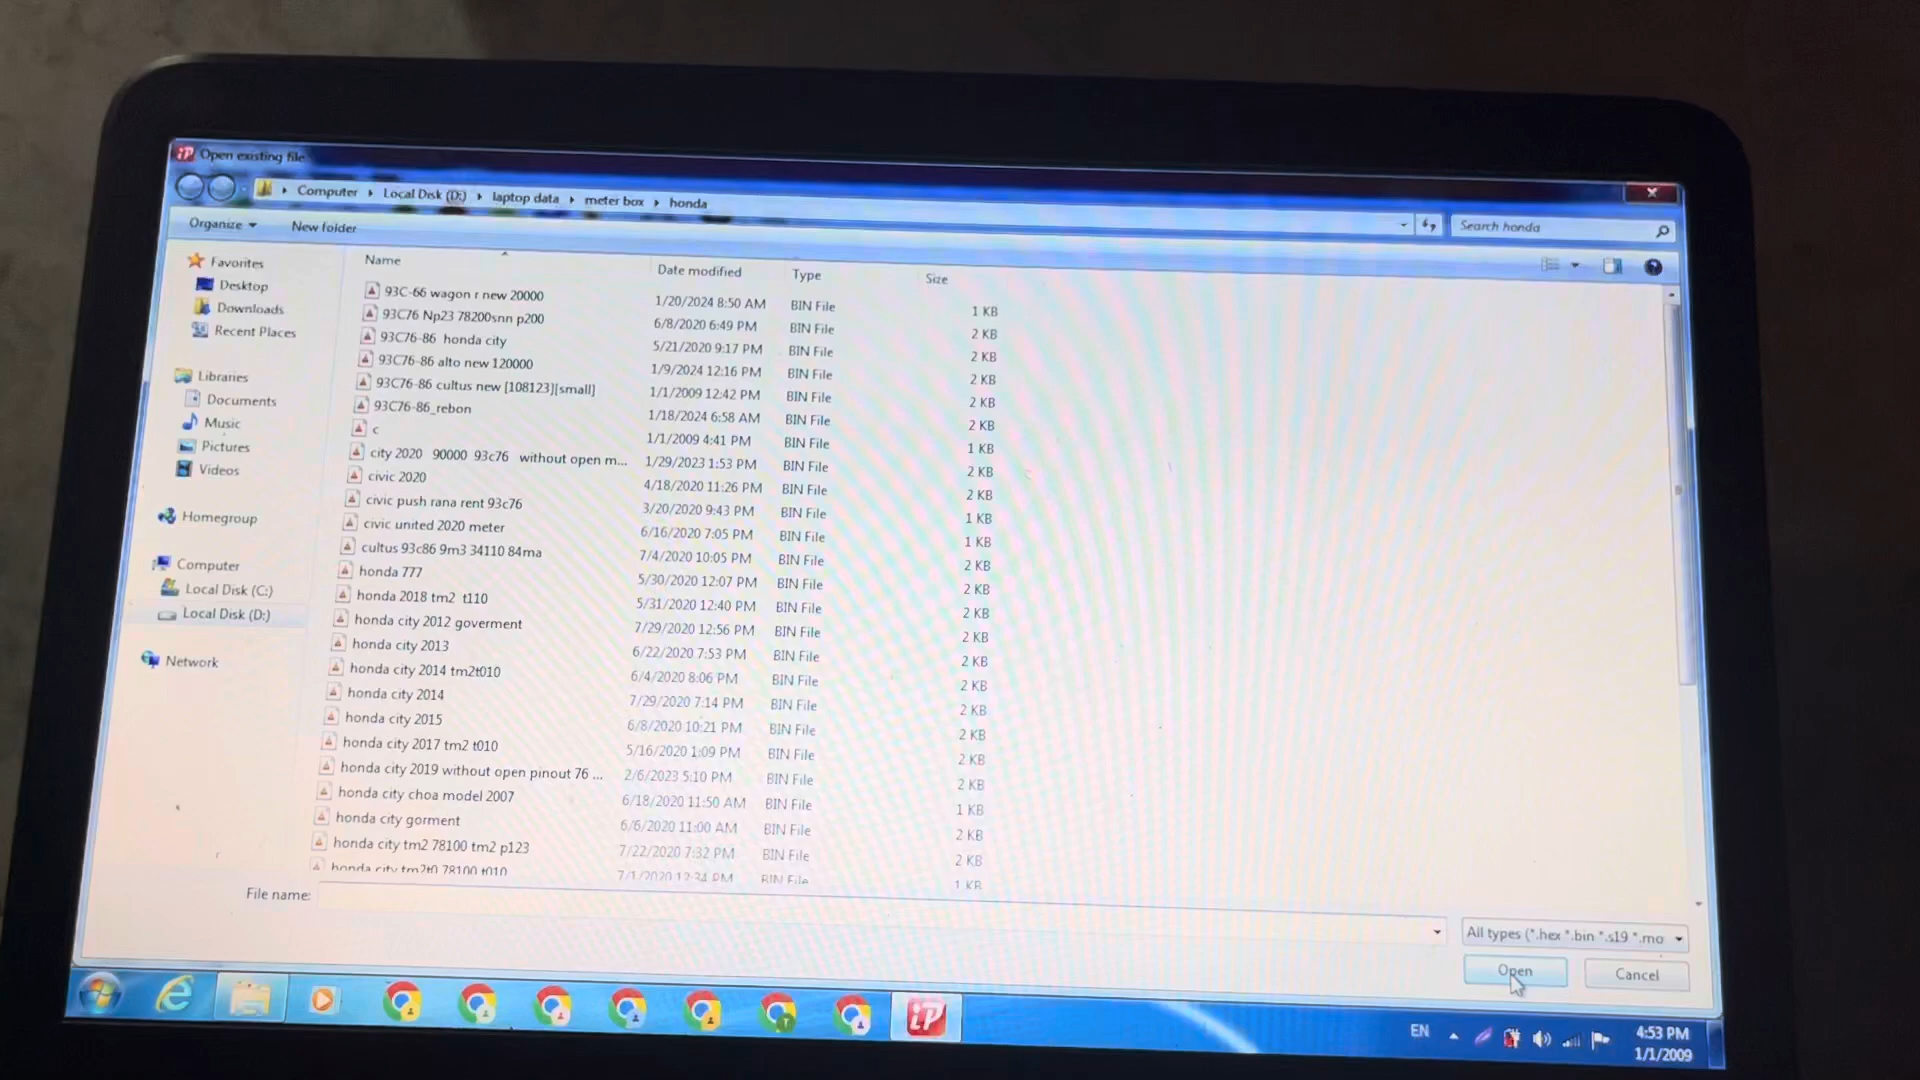 Open existing file
Computer Local Disk (D:) laptop data meter box honda
Search honda
Organize New folder
Favorites
Desktop
Downloads
Recent Places
Libraries
Documents
Music
Pictures
Videos
Homegroup
Computer
Local Disk (C:)
Local Disk (D:)
Network
Name Date modified Type Size
93C-66 wagon r new 20000 1/20/2024 8:50 AM BIN File 1 KB
93C76 Np23 78200snn p200 6/8/2020 6:49 PM BIN File 2 KB
93C76-86 honda city 5/21/2020 9:17 PM BIN File 2 KB
93C76-86 alto new 120000 1/9/2024 12:16 PM BIN File 2 KB
93C76-86 cultus new [108123][small] 1/1/2009 12:42 PM BIN File 2 KB
93C76-86_rebon 1/18/2024 6:58 AM BIN File 2 KB
c 1/1/2009 4:41 PM BIN File 1 KB
city 2020 90000 93c76 without open m... 1/29/2023 1:53 PM BIN File 2 KB
civic 2020 4/18/2020 11:26 PM BIN File 2 KB
civic push rana rent 93c76 3/20/2020 9:43 PM BIN File 1 KB
civic united 2020 meter 6/16/2020 7:05 PM BIN File 1 KB
cultus 93c86 9m3 34110 84ma 7/4/2020 10:05 PM BIN File 2 KB
honda 777 5/30/2020 12:07 PM BIN File 2 KB
honda 2018 tm2 t110 5/31/2020 12:40 PM BIN File 2 KB
honda city 2012 goverment 7/29/2020 12:56 PM BIN File 2 KB
honda city 2013 6/22/2020 7:53 PM BIN File 2 KB
honda city 2014 tm2t010 6/4/2020 8:06 PM BIN File 2 KB
honda city 2014 7/29/2020 7:14 PM BIN File 2 KB
honda city 2015 6/8/2020 10:21 PM BIN File 2 KB
honda city 2017 tm2 t010 5/16/2020 1:09 PM BIN File 2 KB
honda city 2019 without open pinout 76 ... 2/6/2023 5:10 PM BIN File 2 KB
honda city choa model 2007 6/18/2020 11:50 AM BIN File 1 KB
honda city gorment 6/6/2020 11:00 AM BIN File 2 KB
honda city tm2 78100 tm2 p123 7/22/2020 7:32 PM BIN File 2 KB
honda city tm2t0 78100 t010 7/1/2020 12:34 PM BIN File 1 KB
File name:
All types (*.hex *.bin *.s19 *.mo
Open Cancel
iP
EN 4:53 PM
1/1/2009